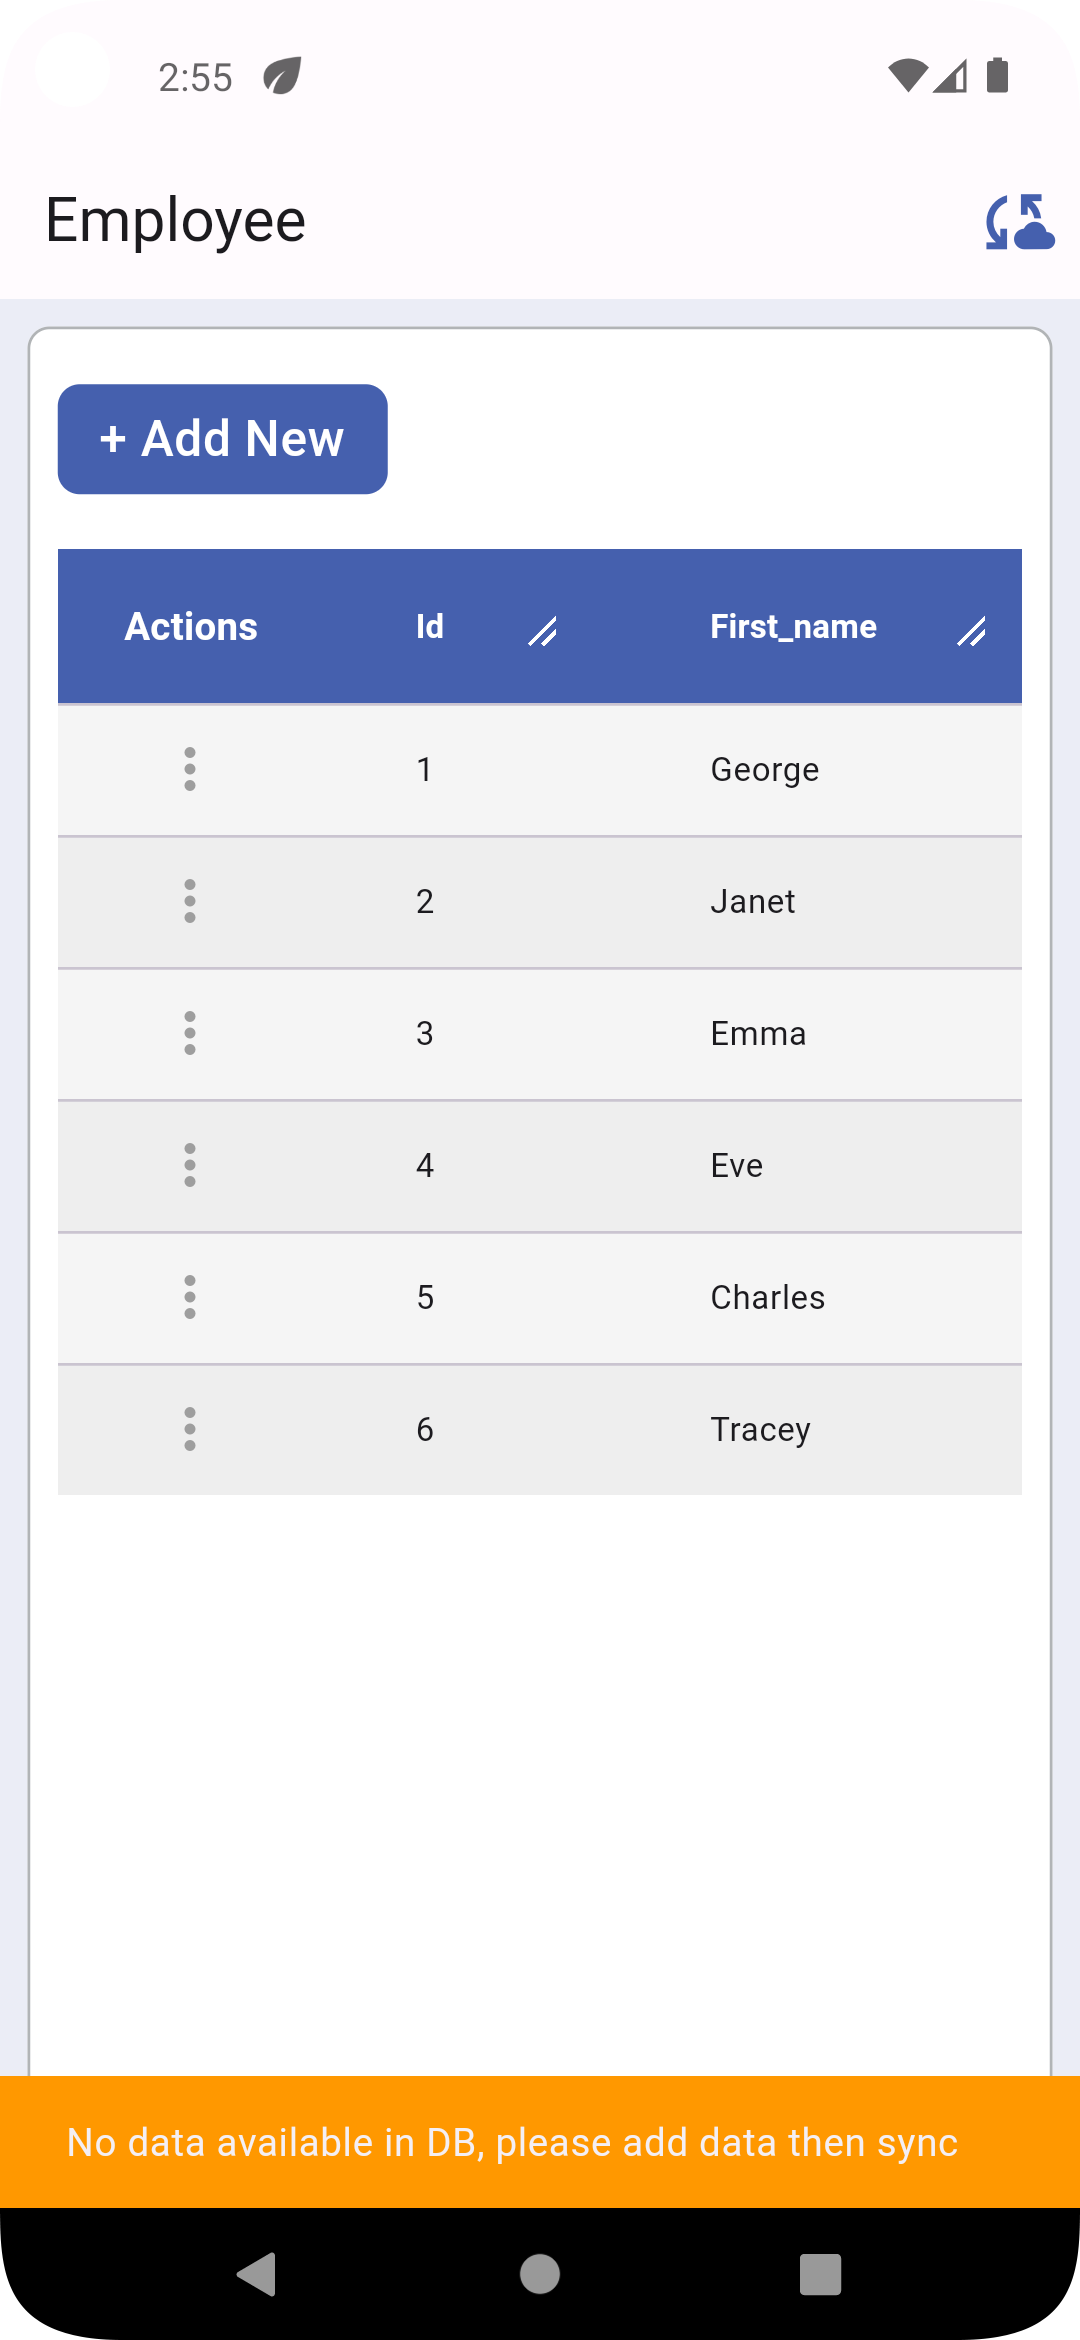 2:55
Employee
+ Add New
Actions Id First_name
1 George
2 Janet
3 Emma
4 Eve
5 Charles
6 Tracey
No data available in DB, please add data then sync